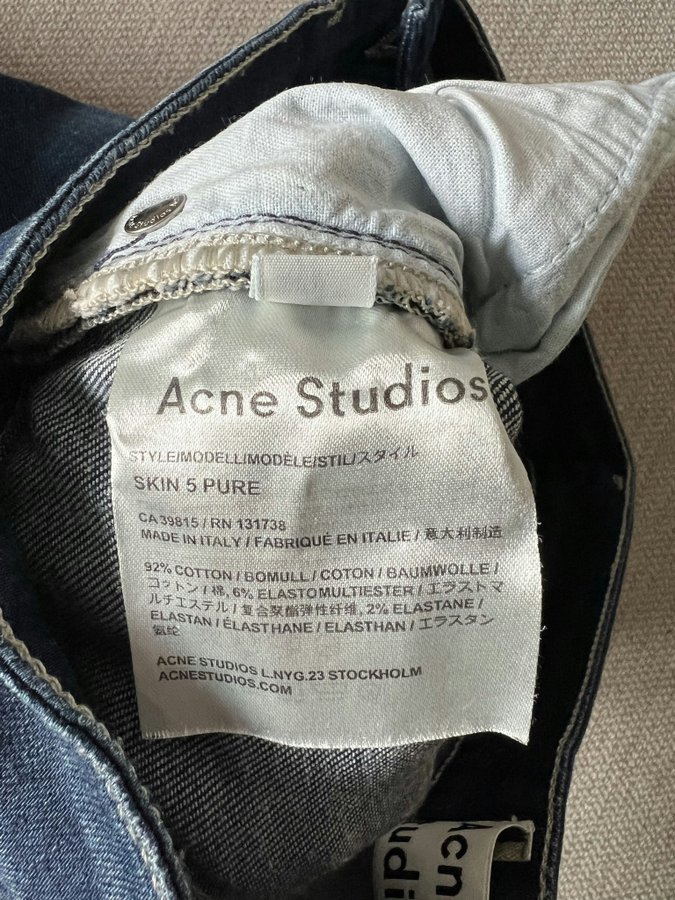 Studios
Acne Studios
STYLE/MODELL/MODÈLE/STIL/スタイル
SKIN 5 PURE
CA 39815 / RN 131738
MADE IN ITALY / FABRIQUÉ EN ITALIE / 意大利制造
92% COTTON / BOMULL / COTON / BAUMWOLLE /
コットン / 棉, 6% ELASTOMULTIESTER / エラストマ
ルチエステル / 复合聚酯弹性纤维, 2% ELASTANE /
ELASTAN / ÉLASTHANE / ELASTHAN / エラスタン
氨纶
ACNE STUDIOS L.NYG.23 STOCKHOLM
ACNESTUDIOS.COM
Acn
udi